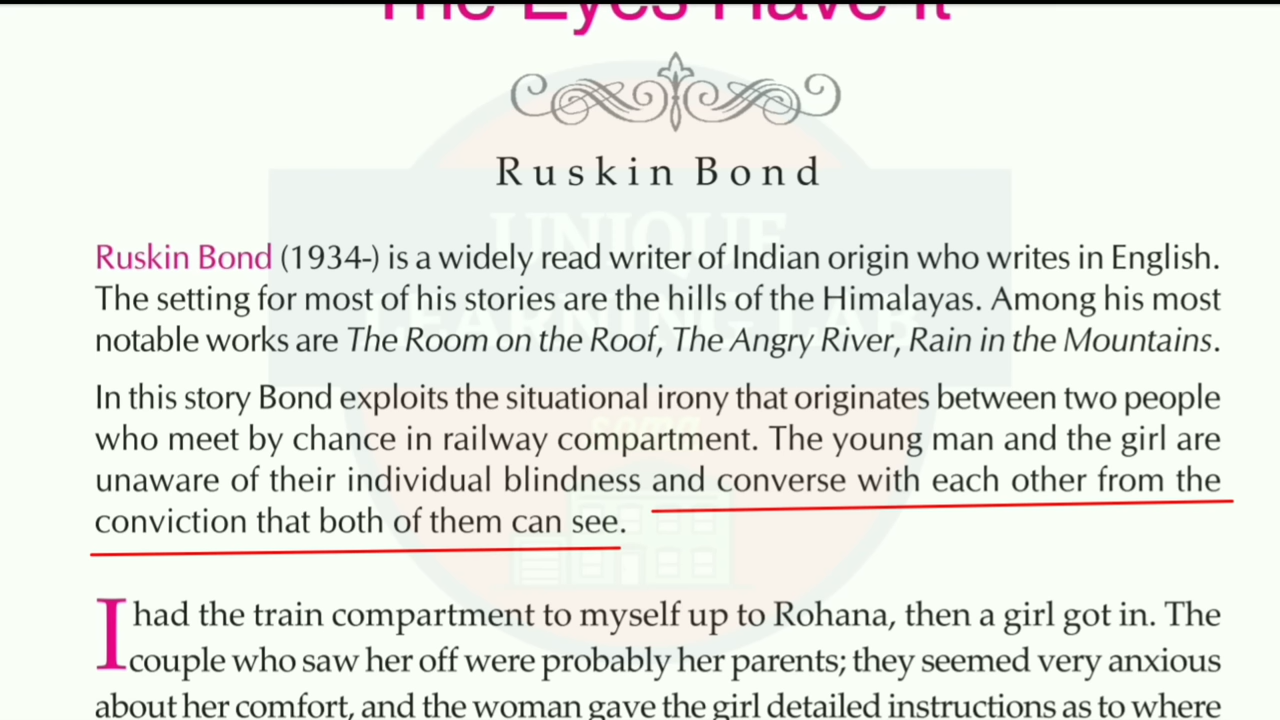 The Eyes Have It
Ruskin Bond
UNIQUE
LEARNING LAB
Ruskin Bond (1934-) is a widely read writer of Indian origin who writes in English.
The setting for most of his stories are the hills of the Himalayas. Among his most
notable works are The Room on the Roof, The Angry River, Rain in the Mountains.
In this story Bond exploits the situational irony that originates between two people
who meet by chance in railway compartment. The young man and the girl are
unaware of their individual blindness and converse with each other from the
conviction that both of them can see.
I had the train compartment to myself up to Rohana, then a girl got in. The
couple who saw her off were probably her parents; they seemed very anxious
about her comfort, and the woman gave the girl detailed instructions as to where